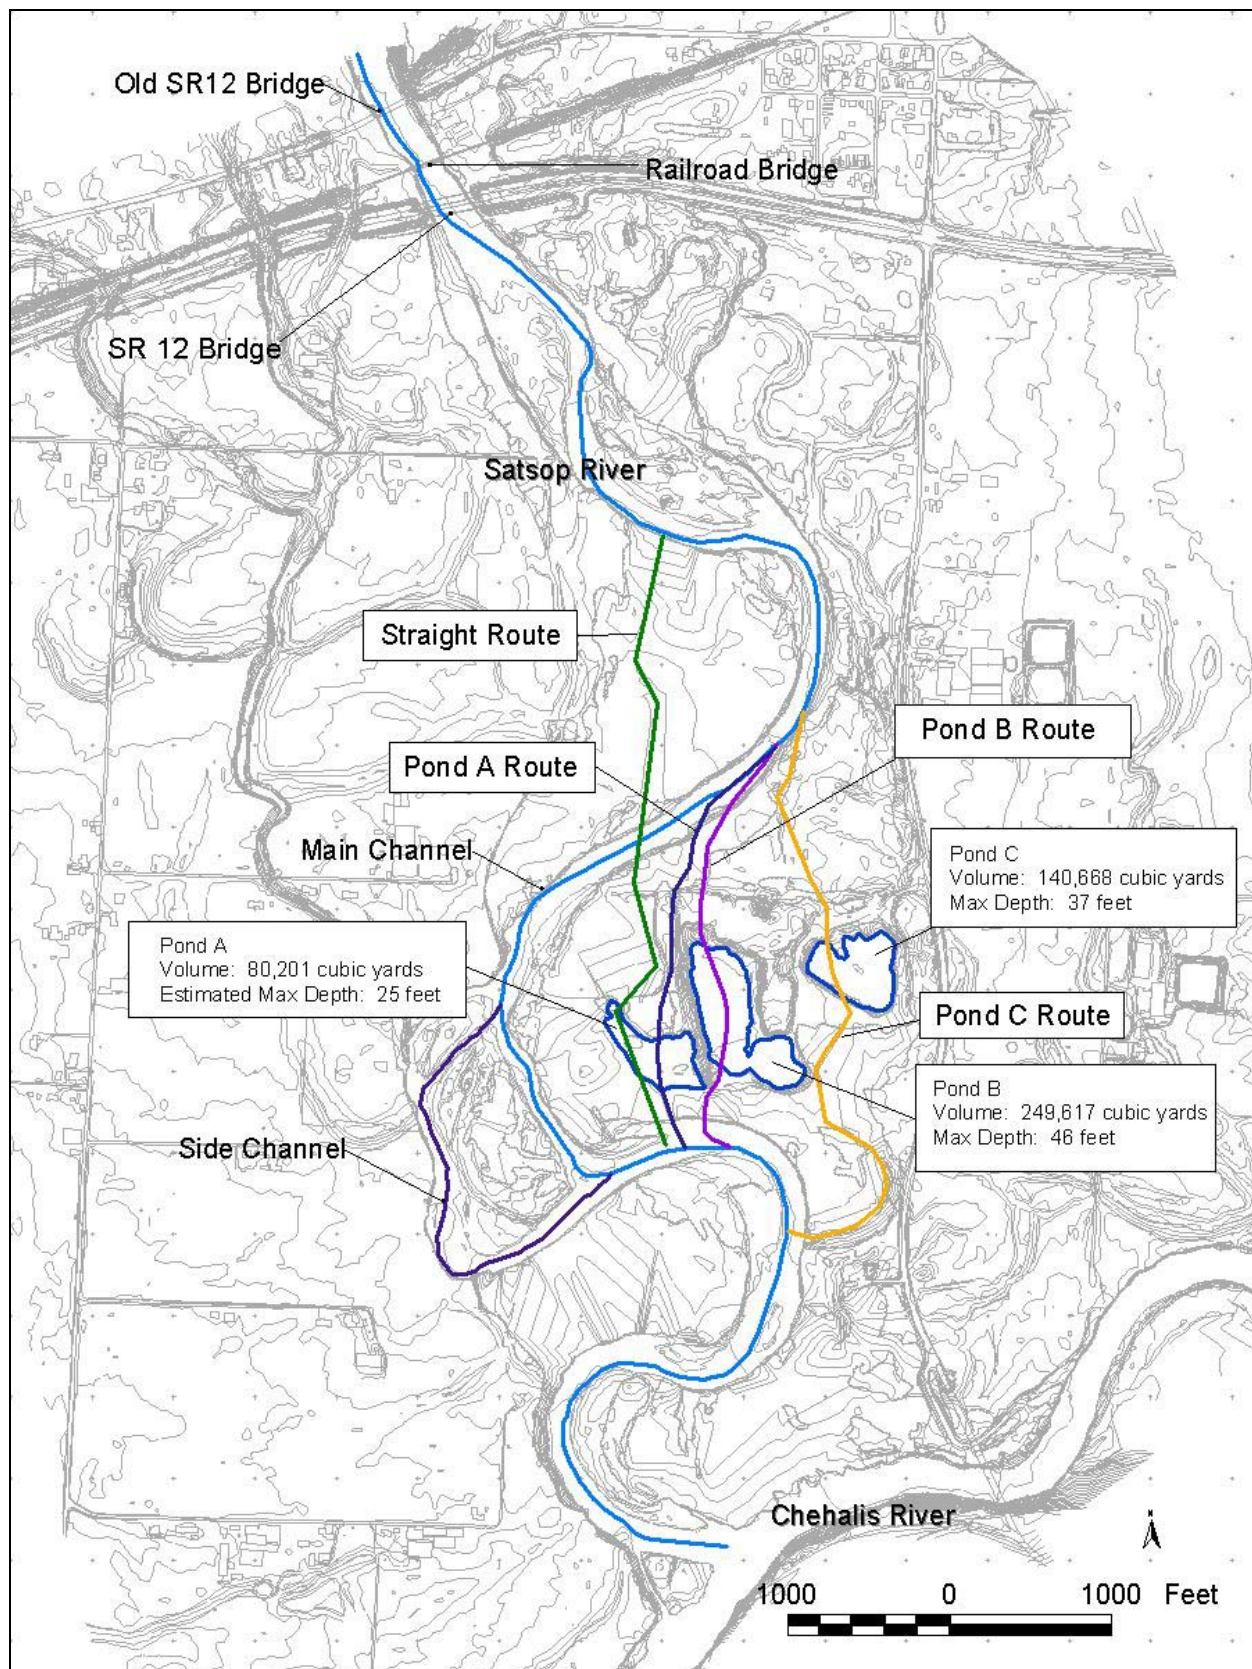 Old SR12 Bridge
Railroad Bridge
SR 12 Bridge
Satsop River
Straight Route
Pond B Route
Pond A Route
Main Channel
Pond C
Volume: 140,668 cubic yards
Max Depth: 37 feet
Pond A
Volume: 80,201 cubic yards
Estimated Max Depth: 25 feet
Pond C Route
Pond B
Volume: 249,617 cubic yards
Max Depth: 46 feet
Side Channel
Chehalis River
N
1000 0 1000 Feet